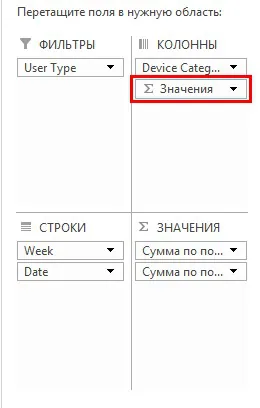 Перетащите поля в нужную область:
ФИЛЬТРЫ
КОЛОННЫ
User Type
Device Categ...
Σ Значения
СТРОКИ
Σ ЗНАЧЕНИЯ
Week
Сумма по по...
Date
Сумма по по...